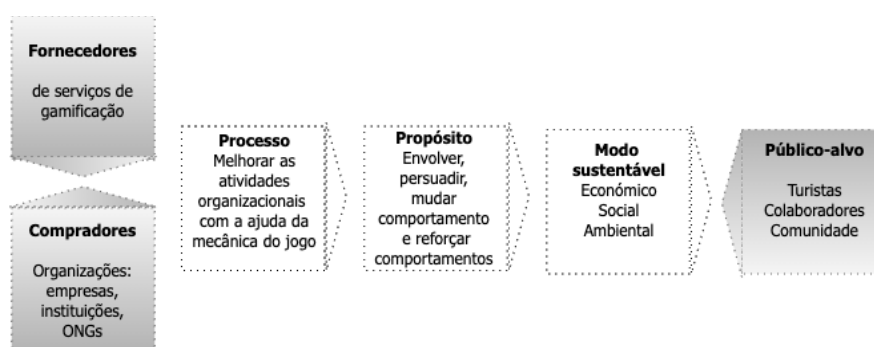 Fornecedores
de serviços de
gamificação
Compradores
Organizações:
empresas,
instituições,
ONGs
Processo
Melhorar as
atividades
organizacionais
com a ajuda da
mecânica do jogo
Propósito
Envolver,
persuadir,
mudar
comportamento
e reforçar
comportamentos
Modo
sustentável
Económico
Social
Ambiental
Público-alvo
Turistas
Colaboradores
Comunidade